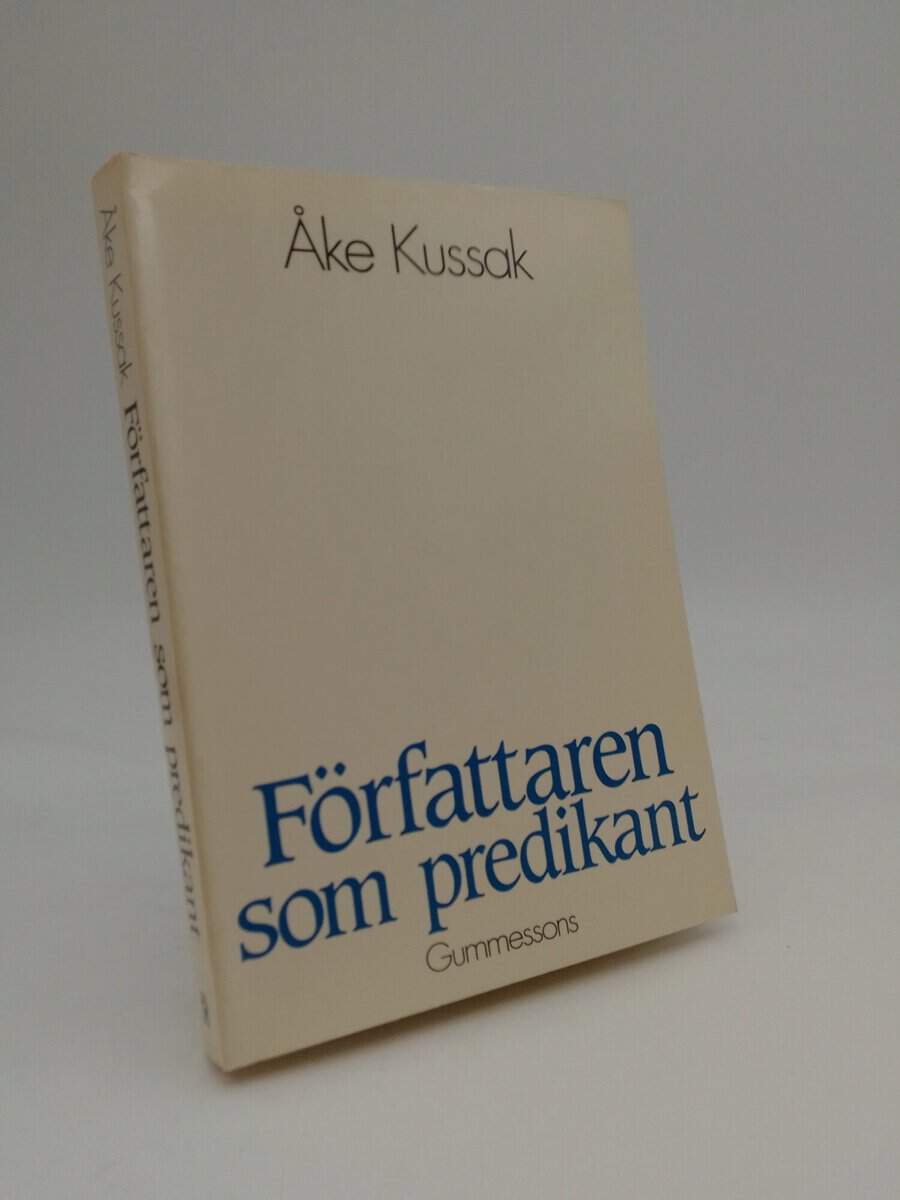 Åke Kussak
Författaren
som predikant
Gummessons
Åke Kussak Författaren som predikant